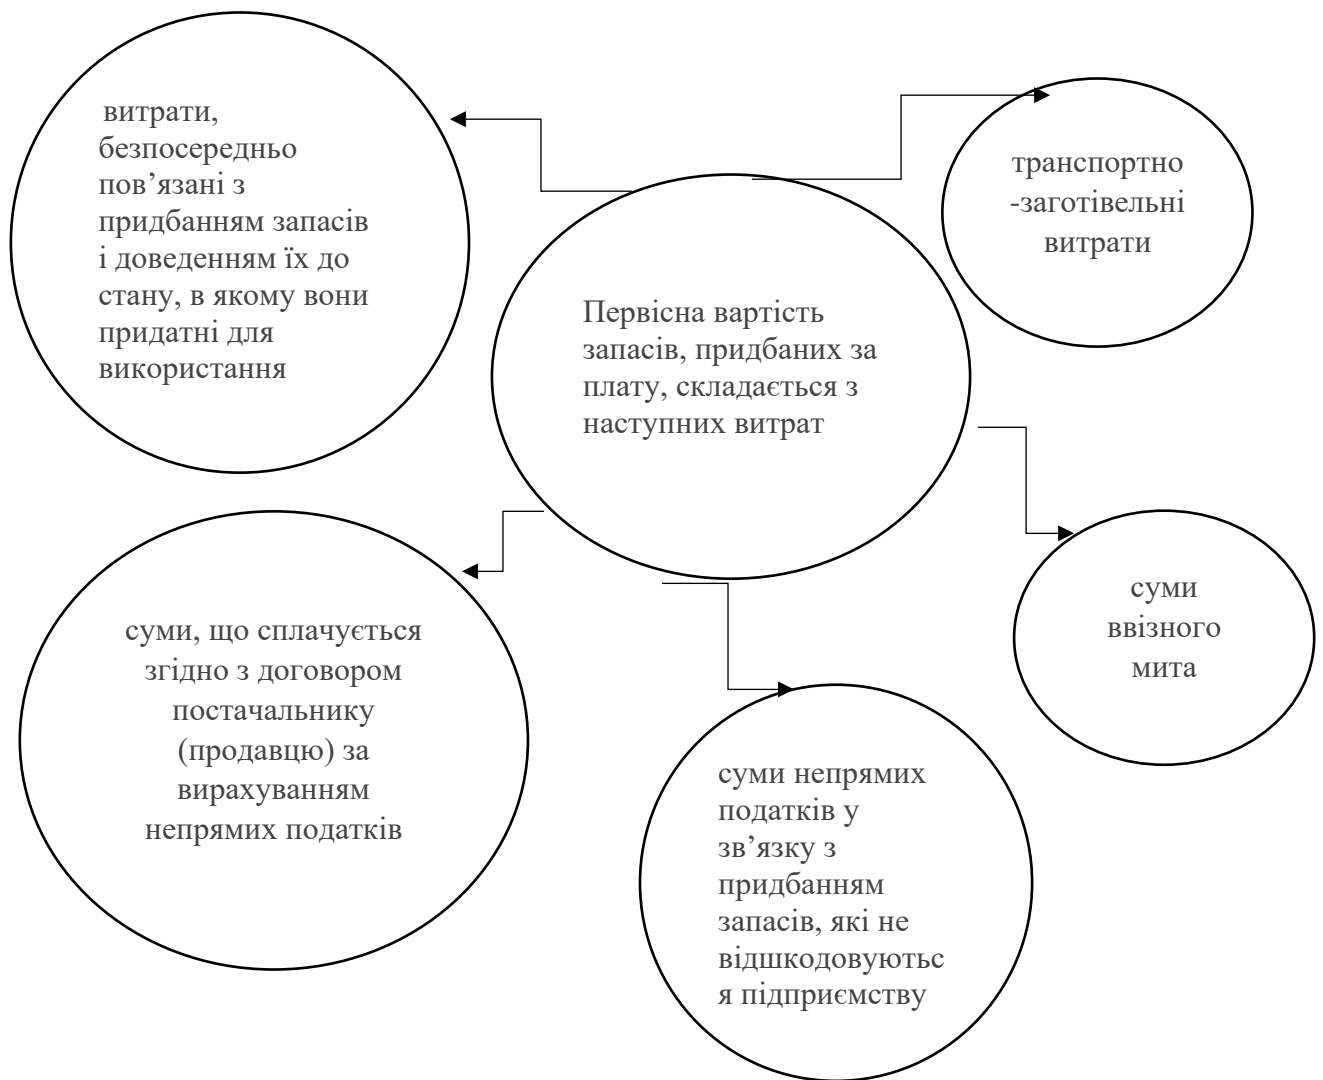 витрати,
безпосередньо
пов’язані з
придбанням запасів
і доведенням їх до
стану, в якому вони
придатні для
використання
транспортно
-заготівельні
витрати
Первісна вартість
запасів, придбаних за
плату, складається з
наступних витрат
суми
ввізного
мита
суми, що сплачується
згідно з договором
постачальнику
(продавцю) за
вирахуванням
непрямих податків
суми непрямих
податків у
зв’язку з
придбанням
запасів, які не
відшкодовуютьс
я підприємству